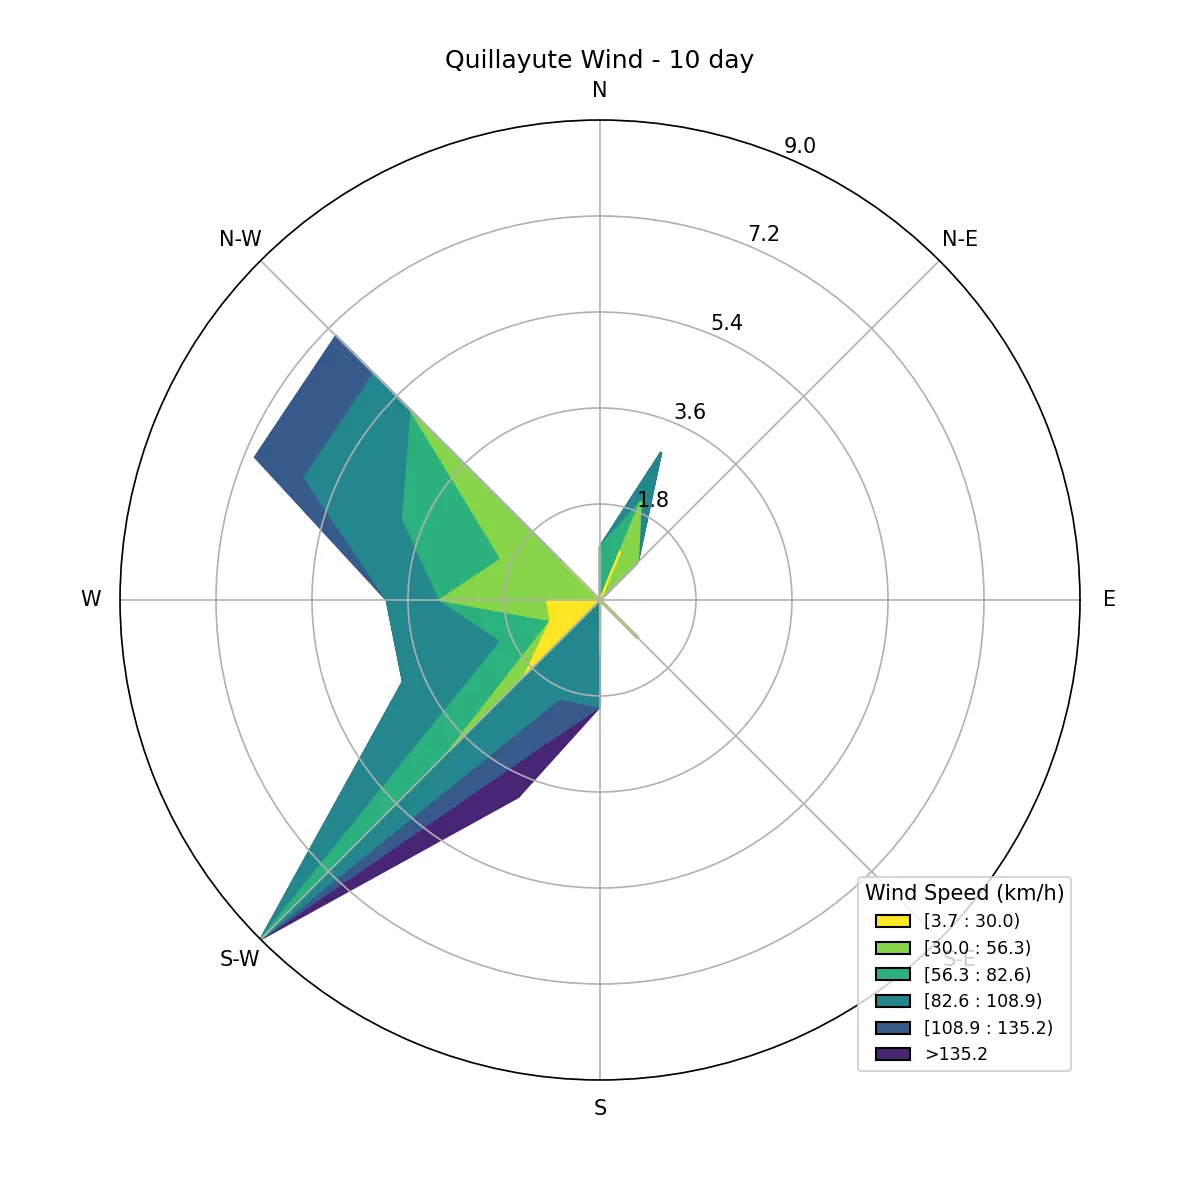 Quillayute Wind - 10 day
N
9.0
N-W
N-E
7.2
5.4
3.6
1.8
W
E
S-W
S-E
S
Wind Speed (km/h)
[3.7 : 30.0)
[30.0 : 56.3)
[56.3 : 82.6)
[82.6 : 108.9)
[108.9 : 135.2)
>135.2